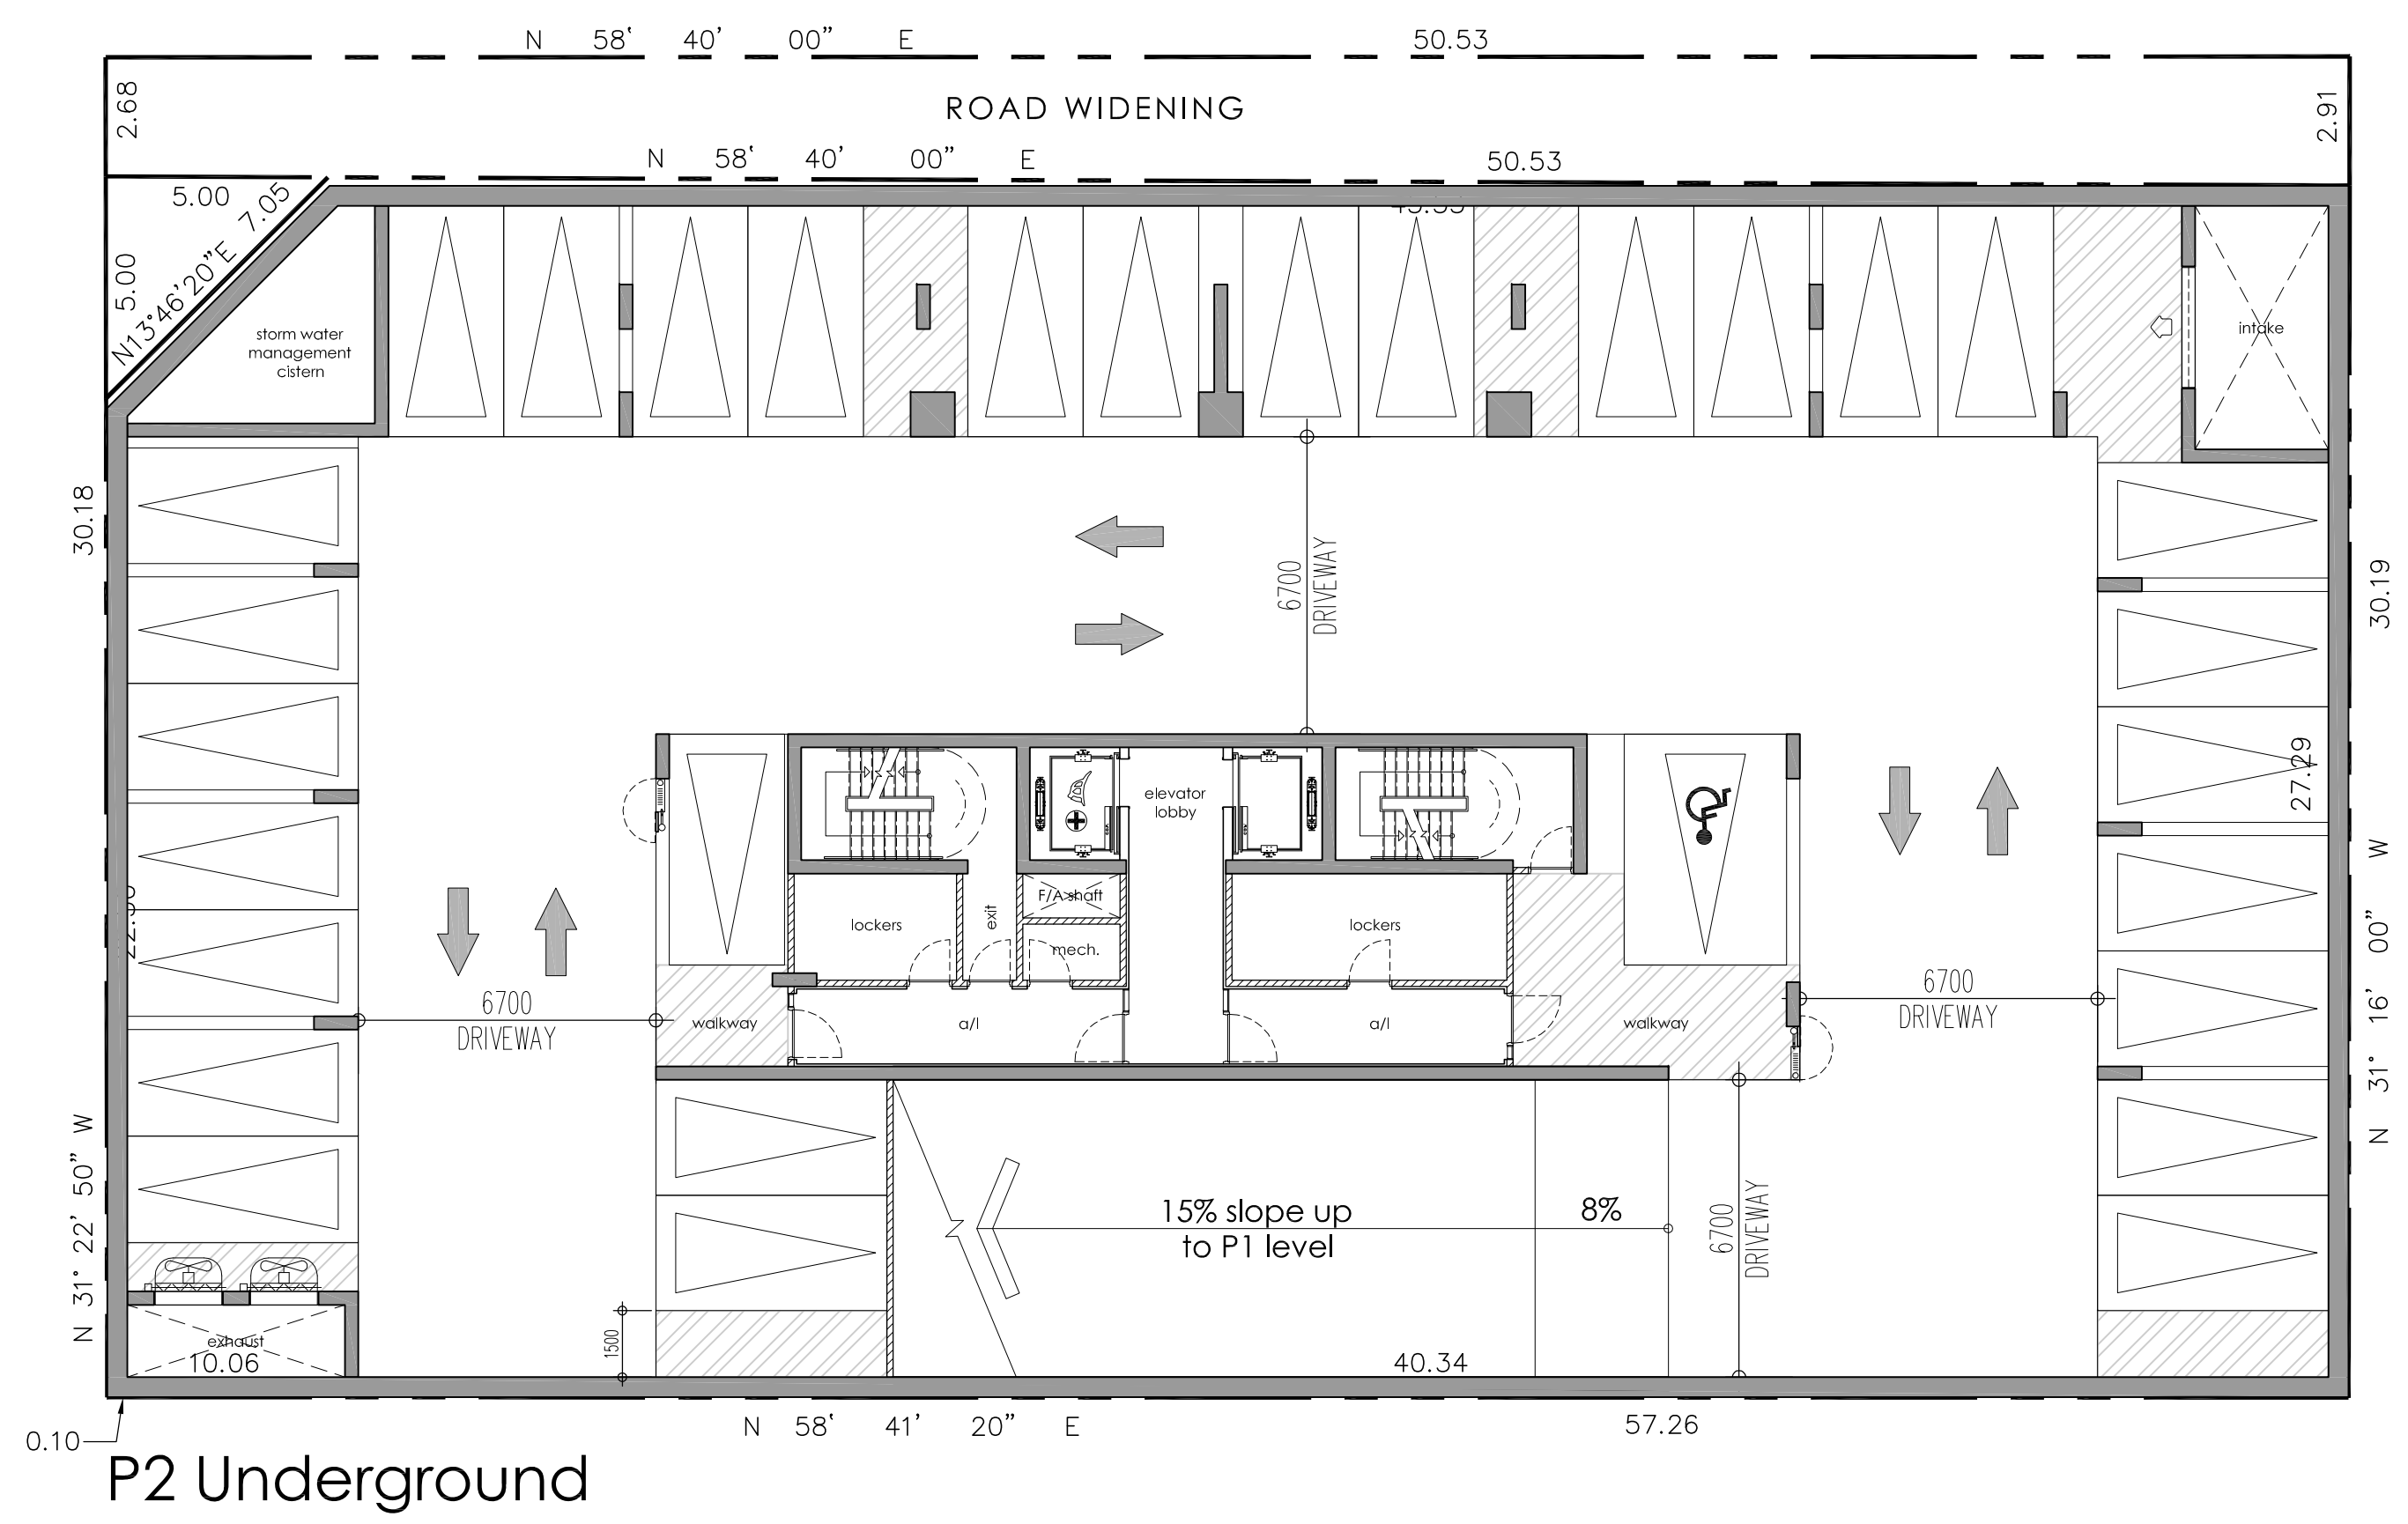 N 58‛ 40’ 00” E 50.53
2.68
ROAD WIDENING
2.91
N 58‛ 40’ 00” E 50.53
5.00
7.05
5.00
N13°46’20”E
storm water
management
cistern
intake
30.18
30.19
6700
DRIVEWAY
elevator
lobby
27.29
F/A shaft
lockers
exit
lockers
mech.
6700
DRIVEWAY
walkway
a/l
a/l
walkway
6700
DRIVEWAY
N 31° 16’ 00” W
N 31° 22’ 50” W
15% slope up
to P1 level
8%
6700
DRIVEWAY
1500
exhaust
10.06
40.34
0.10
N 58‛ 41’ 20” E 57.26
P2 Underground